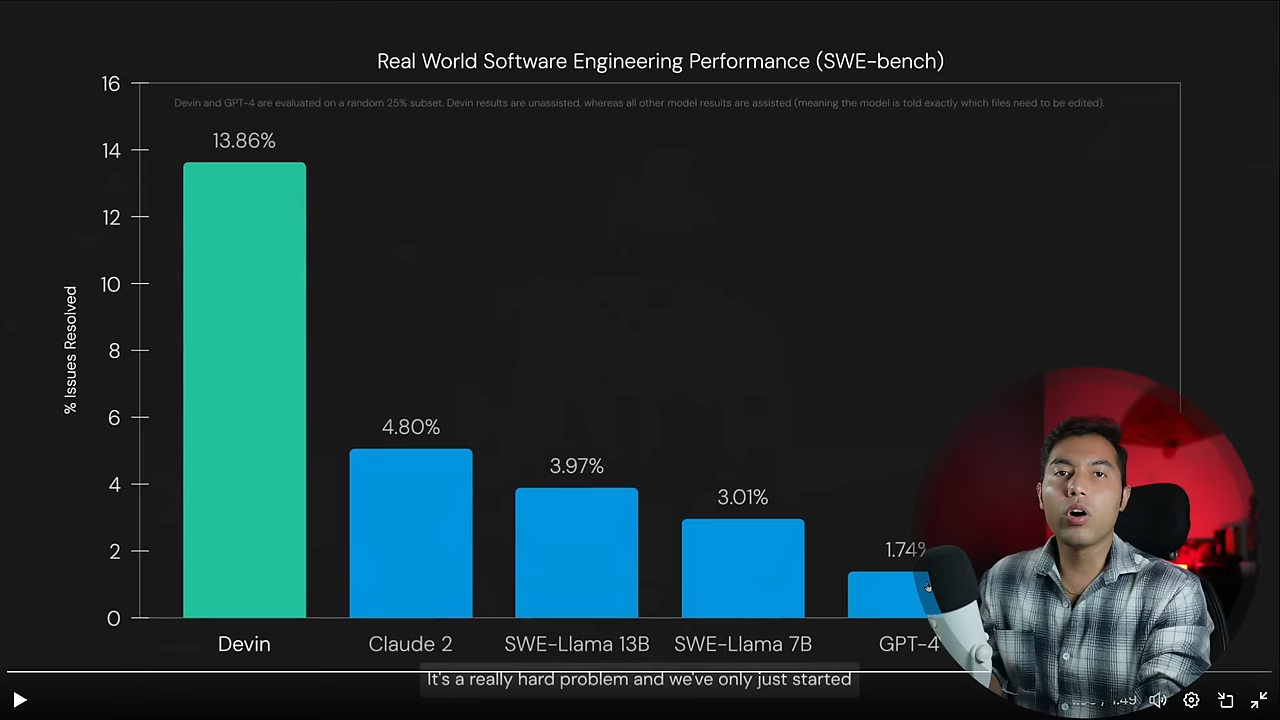 Real World Software Engineering Performance (SWE-bench)
Devin and GPT-4 are evaluated on a random 25% subset. Devin results are unassisted, whereas all other model results are assisted (meaning the model is told exactly which files need to be edited).
16
14
12
10
8
6
4
2
0
% Issues Resolved
13.86%
4.80%
3.97%
3.01%
1.74%
Devin
Claude 2
SWE-Llama 13B
SWE-Llama 7B
GPT-4
It's a really hard problem and we've only just started